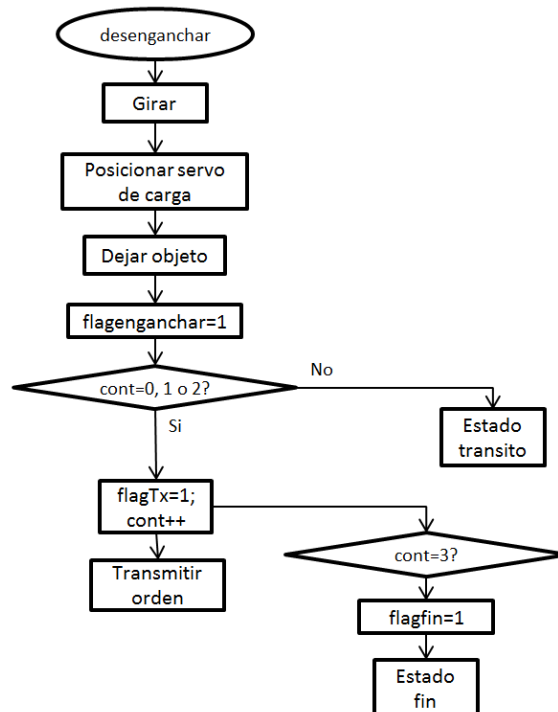 desenganchar
Girar
Posicionar servo
de carga
Dejar objeto
flagenganchar=1
cont=0, 1 o 2?
No
Si
Estado
transito
flagTx=1;
cont++
cont=3?
Transmitir
orden
flagfin=1
Estado
fin